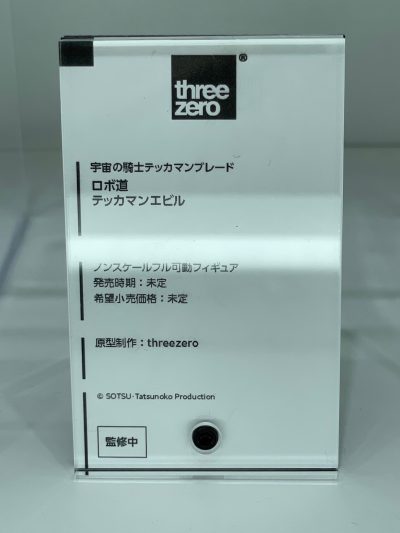 three
zero®
宇宙の騎士テッカマンブレード
ロボ道
テッカマンエビル
ノンスケールフル可動フィギュア
発売時期：未定
希望小売価格：未定
原型制作：threezero
© SOTSU･Tatsunoko Production
監修中